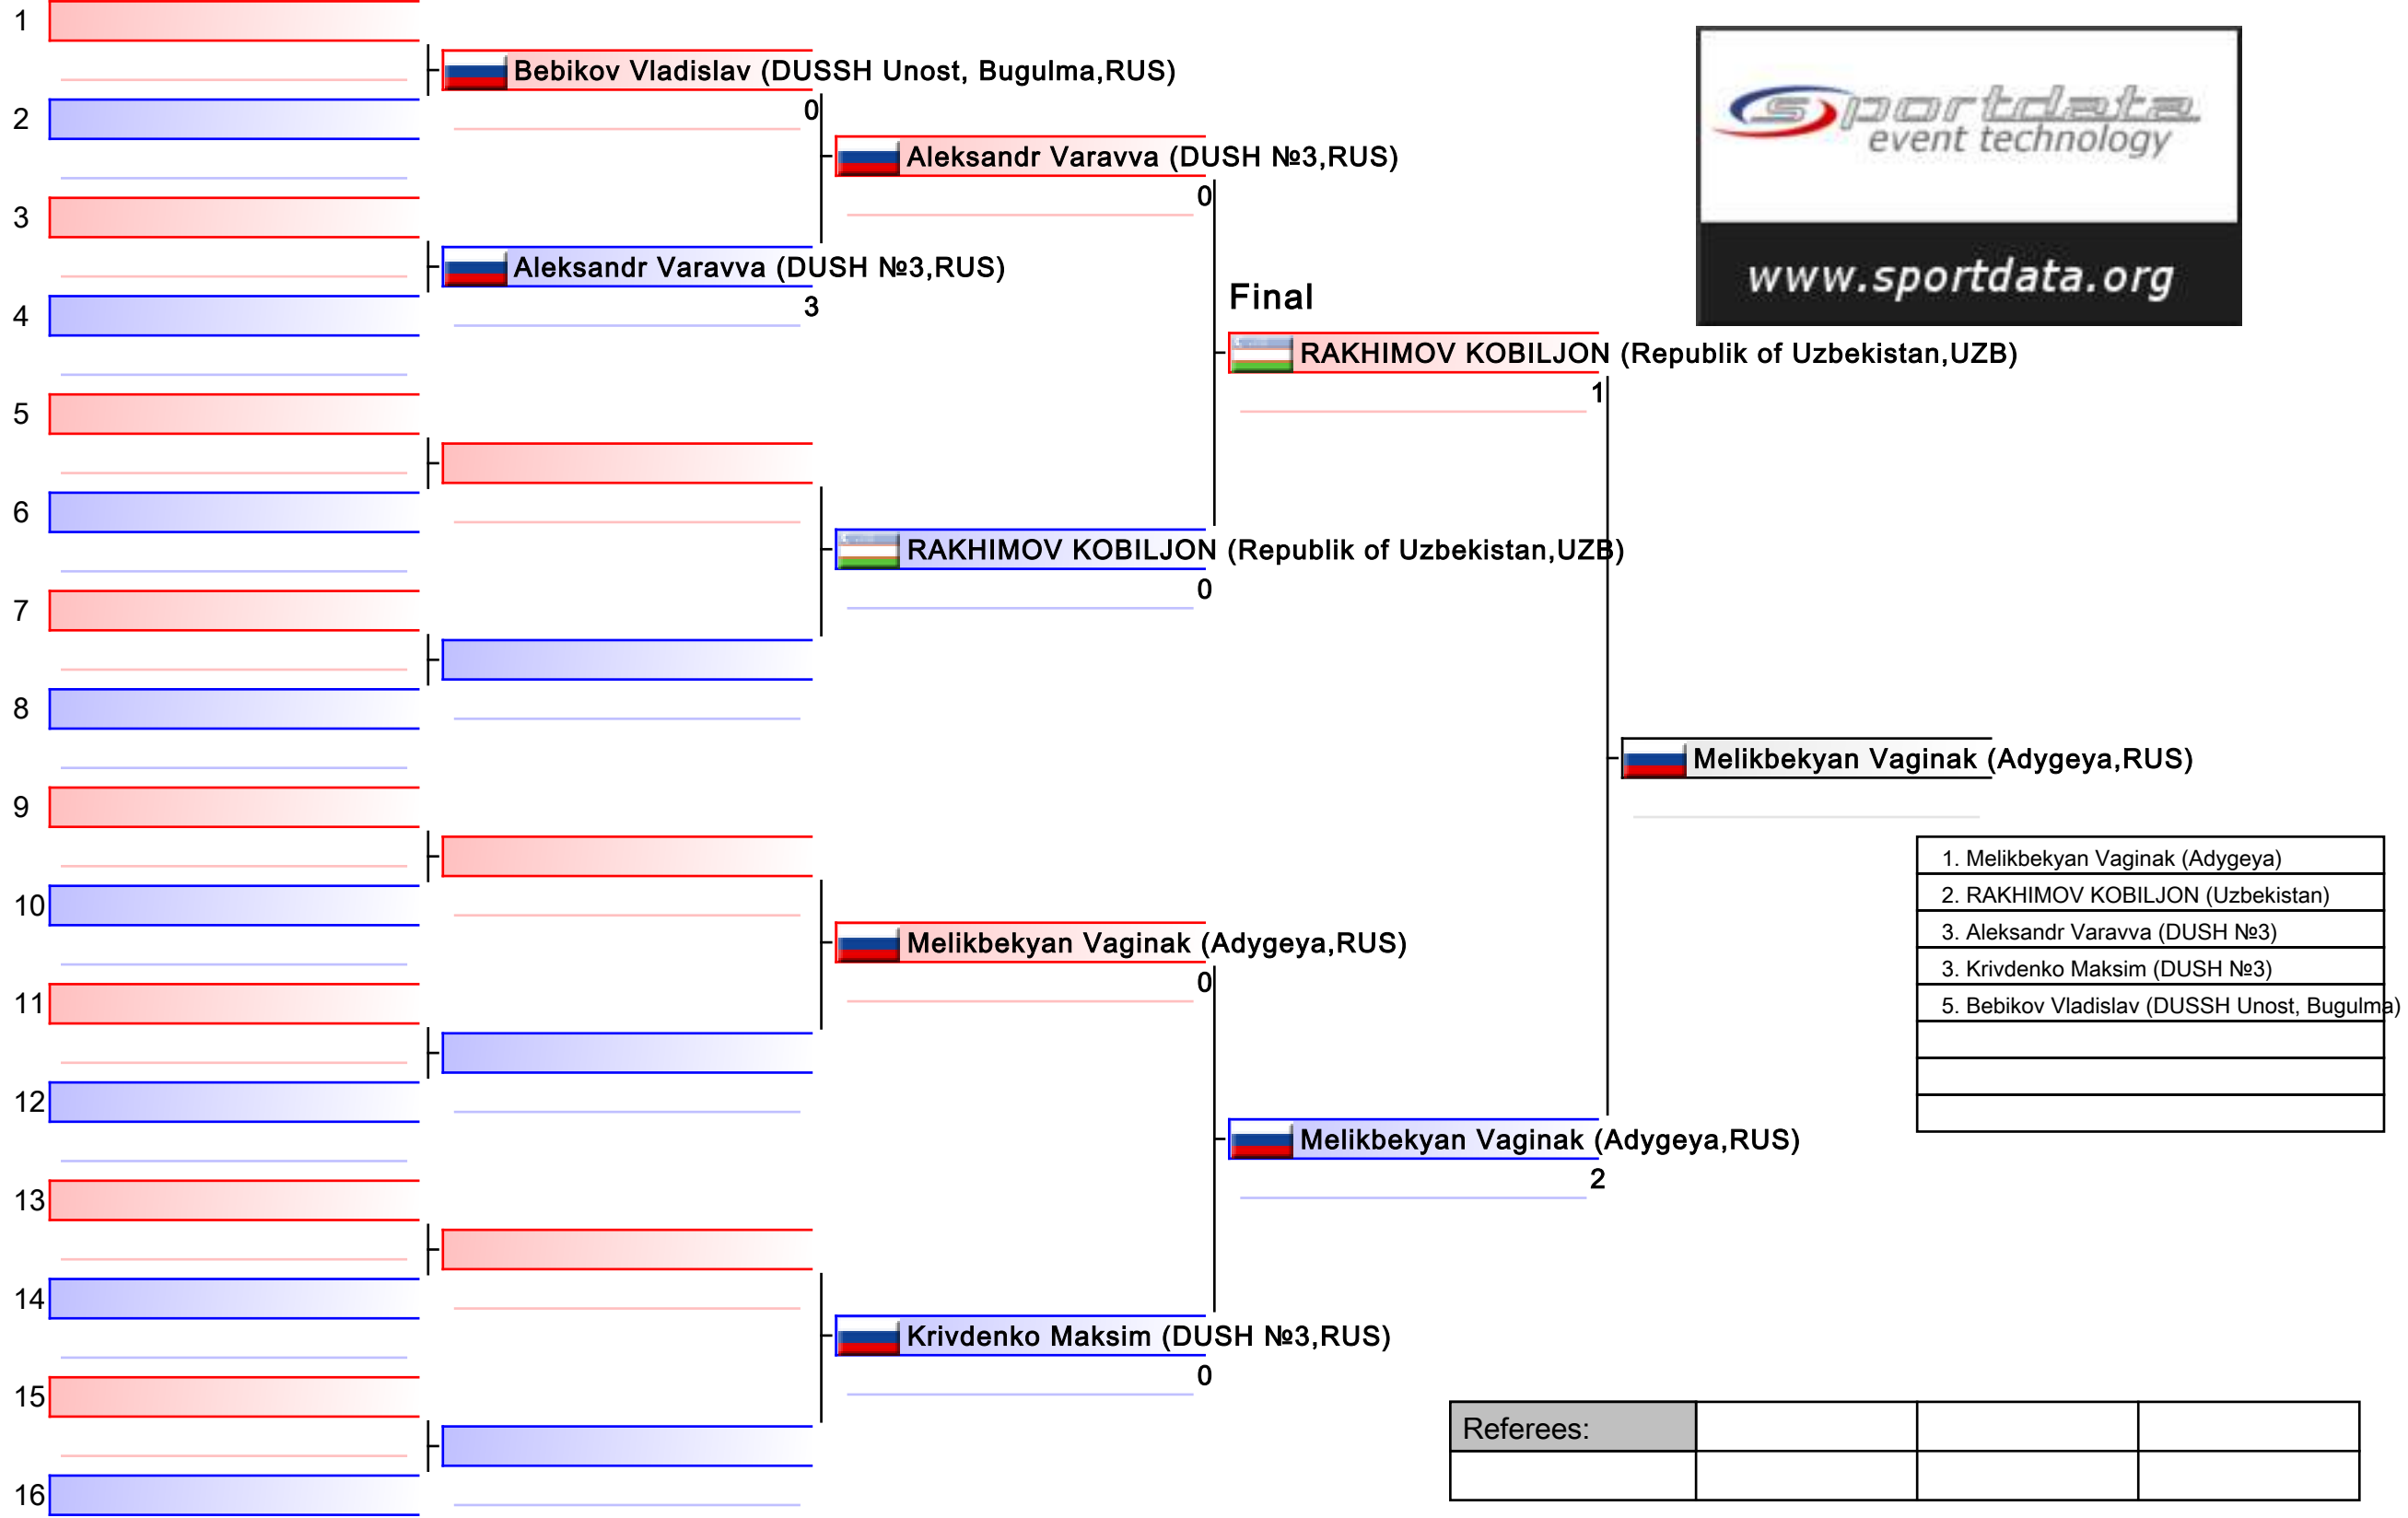 1
Bebikov Vladislav (DUSSH Unost, Bugulma,RUS)
0
2
Aleksandr Varavva (DUSH №3,RUS)
0
3
Aleksandr Varavva (DUSH №3,RUS)
3
4
sportdata
event technology
www.sportdata.org
Final
RAKHIMOV KOBILJON (Republik of Uzbekistan,UZB)
1
5
6
RAKHIMOV KOBILJON (Republik of Uzbekistan,UZB)
0
7
8
Melikbekyan Vaginak (Adygeya,RUS)
9
10
Melikbekyan Vaginak (Adygeya,RUS)
0
11
12
Melikbekyan Vaginak (Adygeya,RUS)
2
1. Melikbekyan Vaginak (Adygeya)
2. RAKHIMOV KOBILJON (Uzbekistan)
3. Aleksandr Varavva (DUSH №3)
3. Krivdenko Maksim (DUSH №3)
5. Bebikov Vladislav (DUSSH Unost, Bugulma)
13
14
Krivdenko Maksim (DUSH №3,RUS)
0
15
16
Referees: